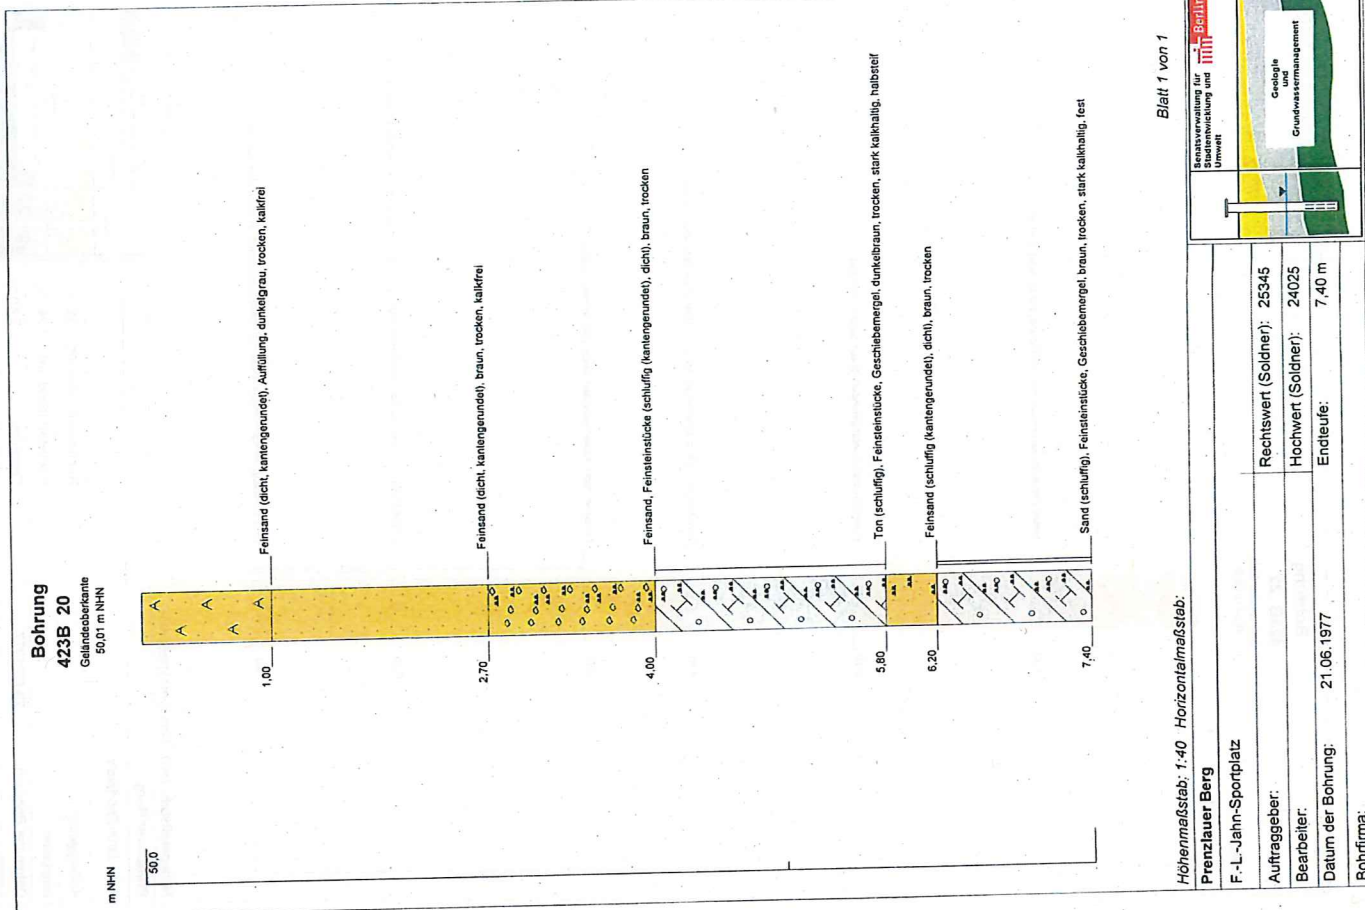 Bohrung
423B 20
Geländeoberkante
50,01 m NHN
m NHN
50,0
1,00
Feinsand (dicht, kantengerundet), Auffüllung, dunkelgrau, trocken, kalkfrei
2,70
Feinsand (dicht, kantengerundet), braun, trocken, kalkfrei
4,00
Feinsand, Feinsteinstücke (schluffig (kantengerundet), dicht), braun, trocken
5,80
Ton (schluffig), Feinsteinstücke, Geschiebemergel, dunkelbraun, trocken, stark kalkhaltig, halbsteif
6,20
Feinsand (schluffig (kantengerundet), dicht), braun, trocken
7,40
Sand (schluffig), Feinsteinstücke, Geschiebemergel, braun, trocken, stark kalkhaltig, fest
Blatt 1 von 1
Höhenmaßstab: 1:40 Horizontalmaßstab:
Prenzlauer Berg
F.-L.-Jahn-Sportplatz
Auftraggeber:
Rechtswert (Soldner): 25345
Bearbeiter:
Hochwert (Soldner): 24025
Datum der Bohrung: 21.06.1977
Endteufe: 7,40 m
Bohrfirma:
Senatsverwaltung für
Stadtentwicklung und
Umwelt
Berlin
Geologie
und
Grundwassermanagement